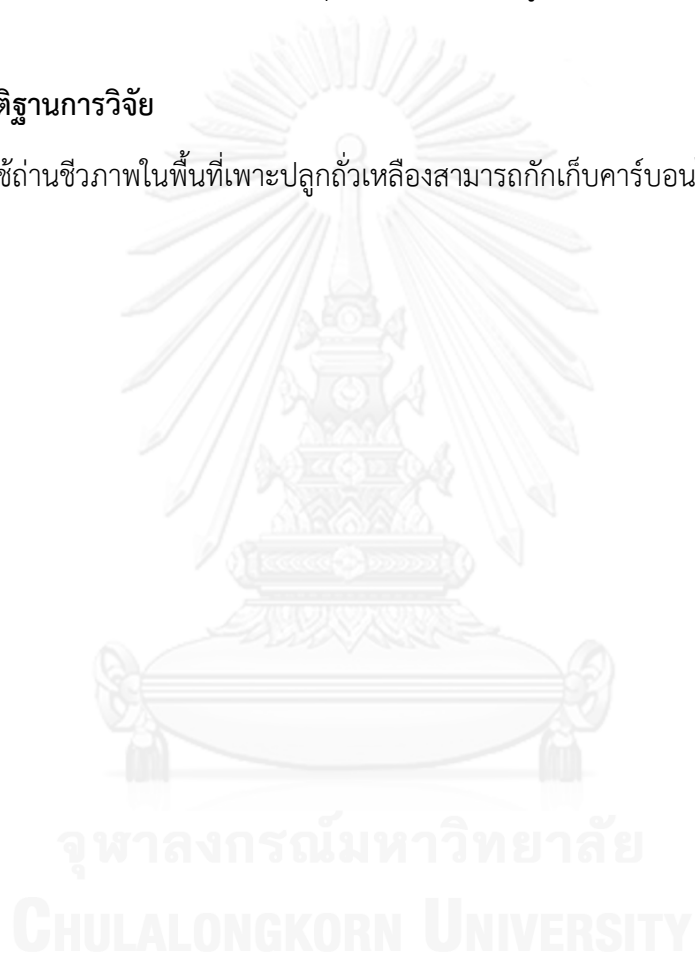 ติฐานการวิจัย
ช้ถ่านชีวภาพในพื้นที่เพาะปลูกถั่วเหลืองสามารถกักเก็บคาร์บอน
จุฬาลงกรณ์มหาวิทยาลัย
CHULALONGKORN UNIVERSITY